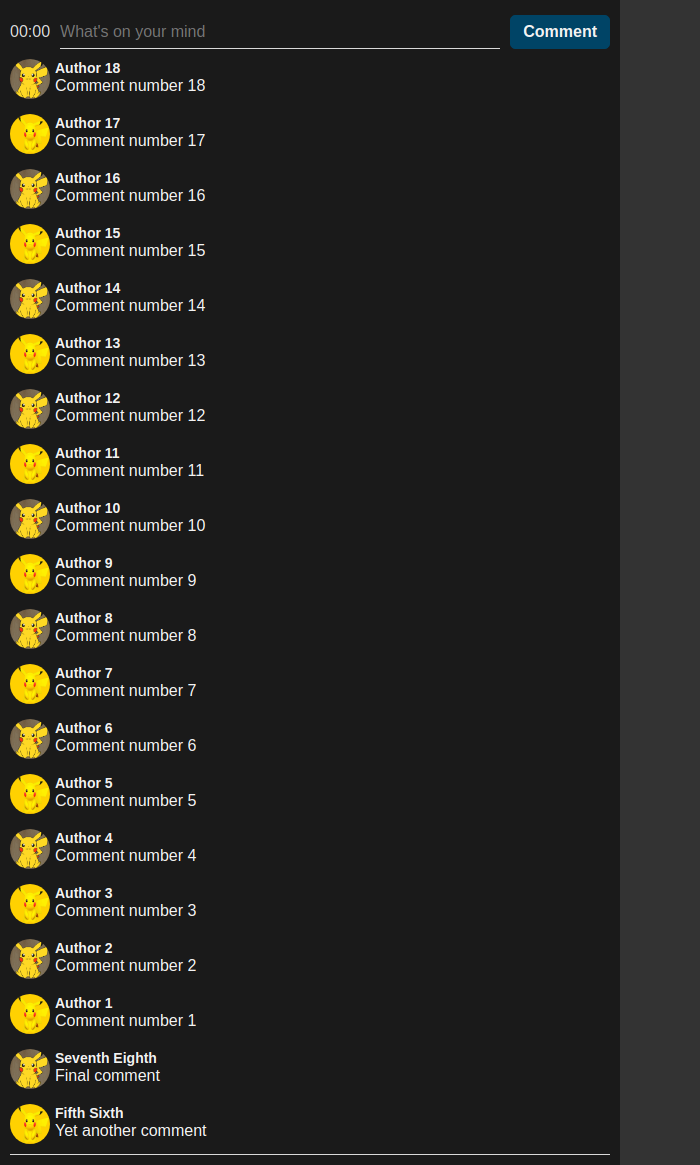 00:00 What's on your mind Comment
Author 18
Comment number 18
Author 17
Comment number 17
Author 16
Comment number 16
Author 15
Comment number 15
Author 14
Comment number 14
Author 13
Comment number 13
Author 12
Comment number 12
Author 11
Comment number 11
Author 10
Comment number 10
Author 9
Comment number 9
Author 8
Comment number 8
Author 7
Comment number 7
Author 6
Comment number 6
Author 5
Comment number 5
Author 4
Comment number 4
Author 3
Comment number 3
Author 2
Comment number 2
Author 1
Comment number 1
Seventh Eighth
Final comment
Fifth Sixth
Yet another comment